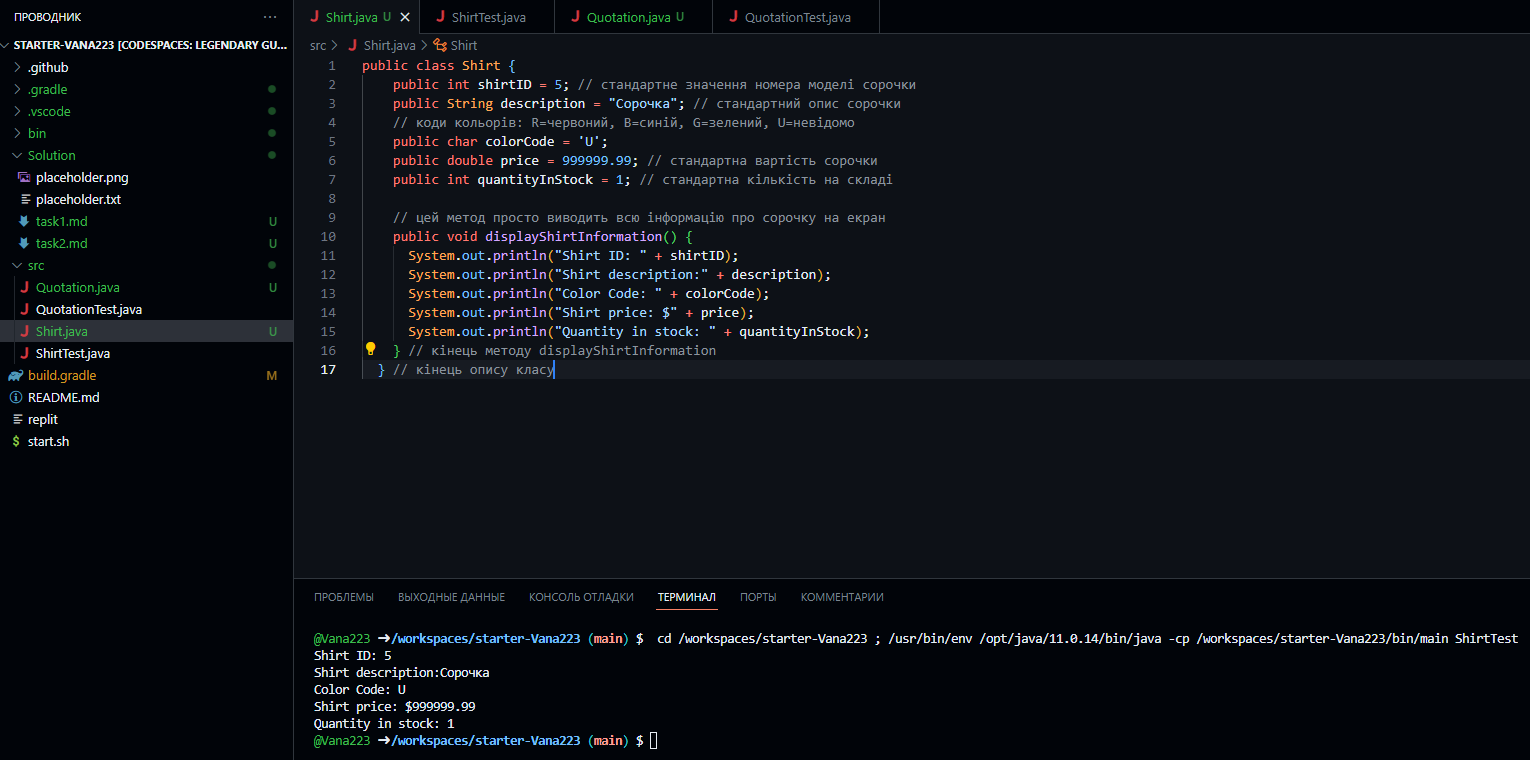 ПРОВОДНИК ...
STARTER-VANA223 [CODESPACES: LEGENDARY GU...
.github
.gradle
.vscode
bin
Solution
placeholder.png
placeholder.txt
task1.md U
task2.md U
src
Quotation.java U
QuotationTest.java
Shirt.java U
ShirtTest.java
build.gradle M
README.md
replit
$ start.sh
Shirt.java U ShirtTest.java Quotation.java U QuotationTest.java
src > Shirt.java > Shirt
1 public class Shirt {
2 public int shirtID = 5; // стандартне значення номера моделі сорочки
3 public String description = "Сорочка"; // стандартний опис сорочки
4 // коди кольорів: R=червоний, B=синій, G=зелений, U=невідомо
5 public char colorCode = 'U';
6 public double price = 999999.99; // стандартна вартість сорочки
7 public int quantityInStock = 1; // стандартна кількість на складі
8
9 // цей метод просто виводить всю інформацію про сорочку на екран
10 public void displayShirtInformation() {
11 System.out.println("Shirt ID: " + shirtID);
12 System.out.println("Shirt description:" + description);
13 System.out.println("Color Code: " + colorCode);
14 System.out.println("Shirt price: $" + price);
15 System.out.println("Quantity in stock: " + quantityInStock);
16 } // кінець методу displayShirtInformation
17 } // кінець опису класу
ПРОБЛЕМЫ ВЫХОДНЫЕ ДАННЫЕ КОНСОЛЬ ОТЛАДКИ ТЕРМИНАЛ ПОРТЫ КОММЕНТАРИИ
@Vana223 ➜/workspaces/starter-Vana223 (main) $ cd /workspaces/starter-Vana223 ; /usr/bin/env /opt/java/11.0.14/bin/java -cp /workspaces/starter-Vana223/bin/main ShirtTest
Shirt ID: 5
Shirt description:Сорочка
Color Code: U
Shirt price: $999999.99
Quantity in stock: 1
@Vana223 ➜/workspaces/starter-Vana223 (main) $